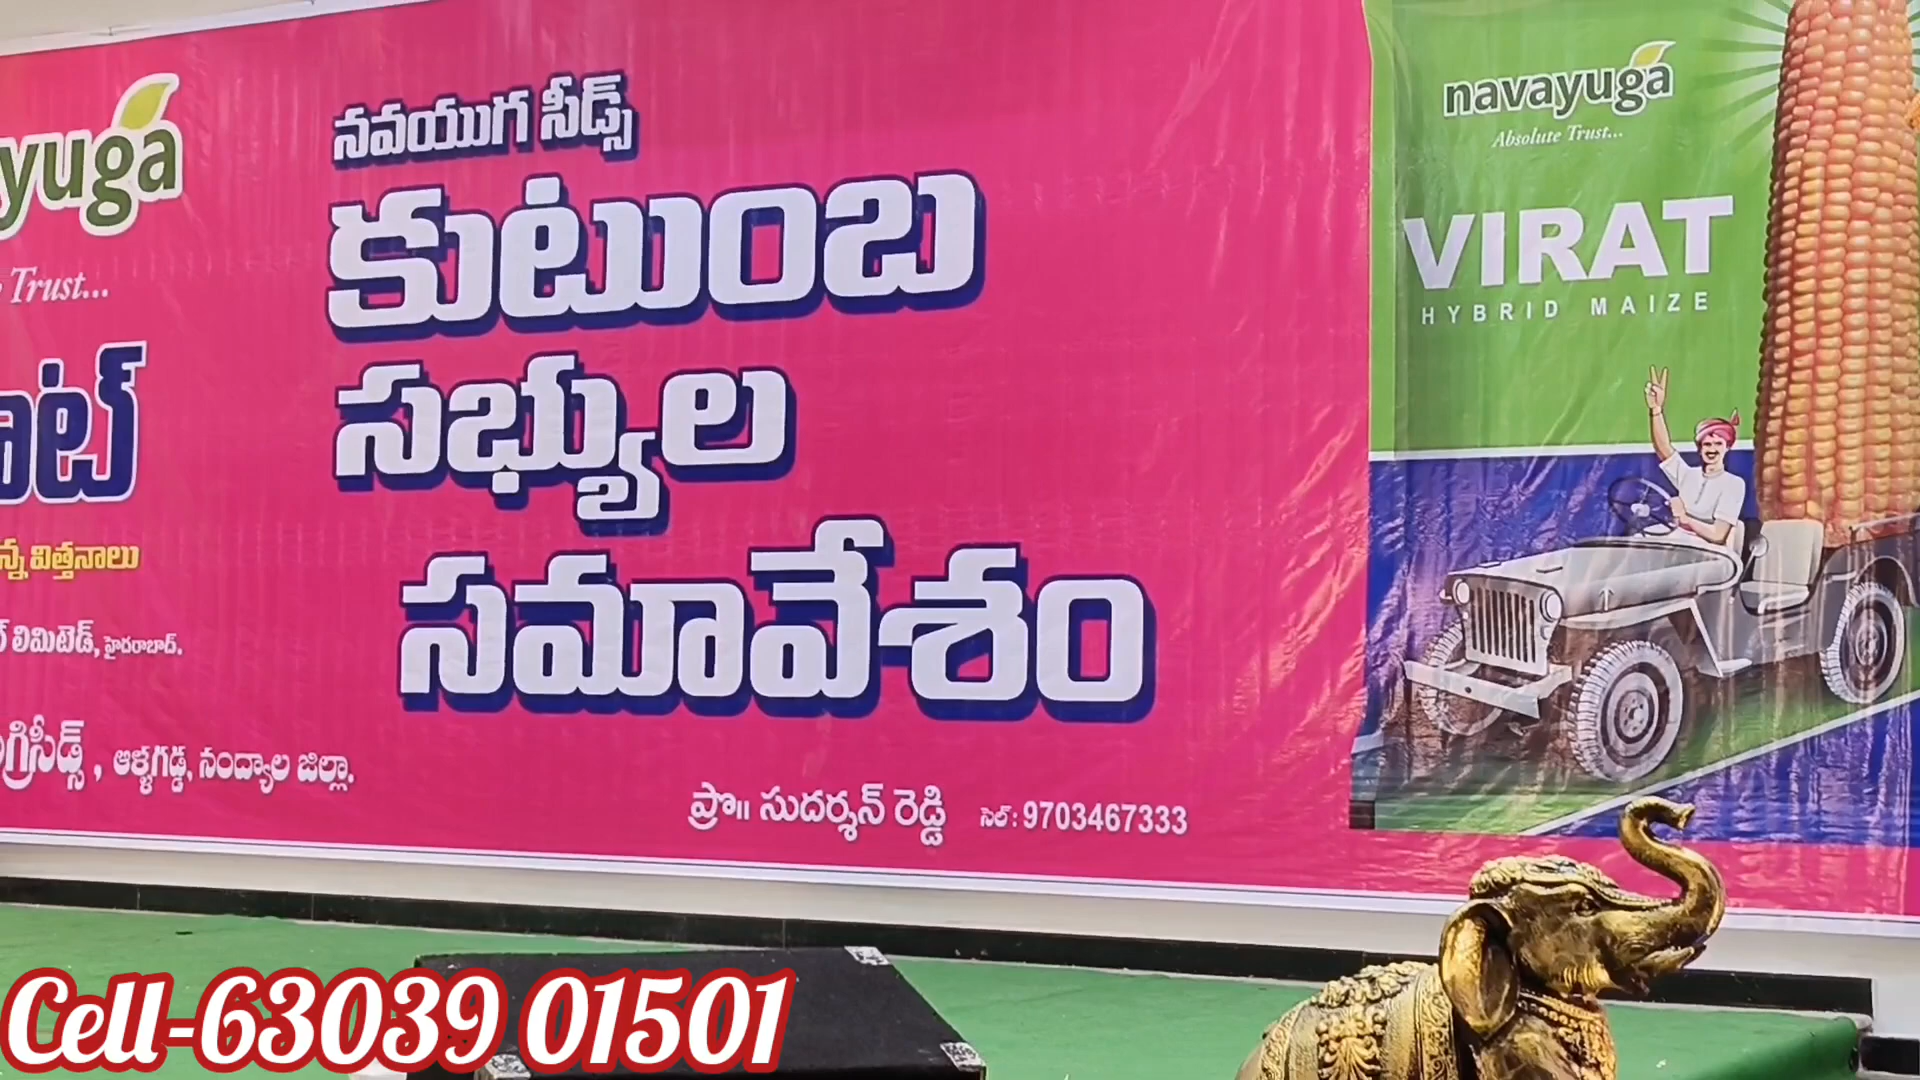 నవయుగ సీడ్స్
కుటుంబ
సభ్యుల
సమావేశం
ప్రొ॥ సుదర్శన్ రెడ్డి సెల్: 9703467333
yuga
Trust...
విత్తనాలు
లిమిటెడ్, హైదరాబాద్.
ఆళ్ళగడ్డ, నంద్యాల జిల్లా.
navayuga
Absolute Trust...
VIRAT
HYBRID MAIZE
Cell-63039 01501